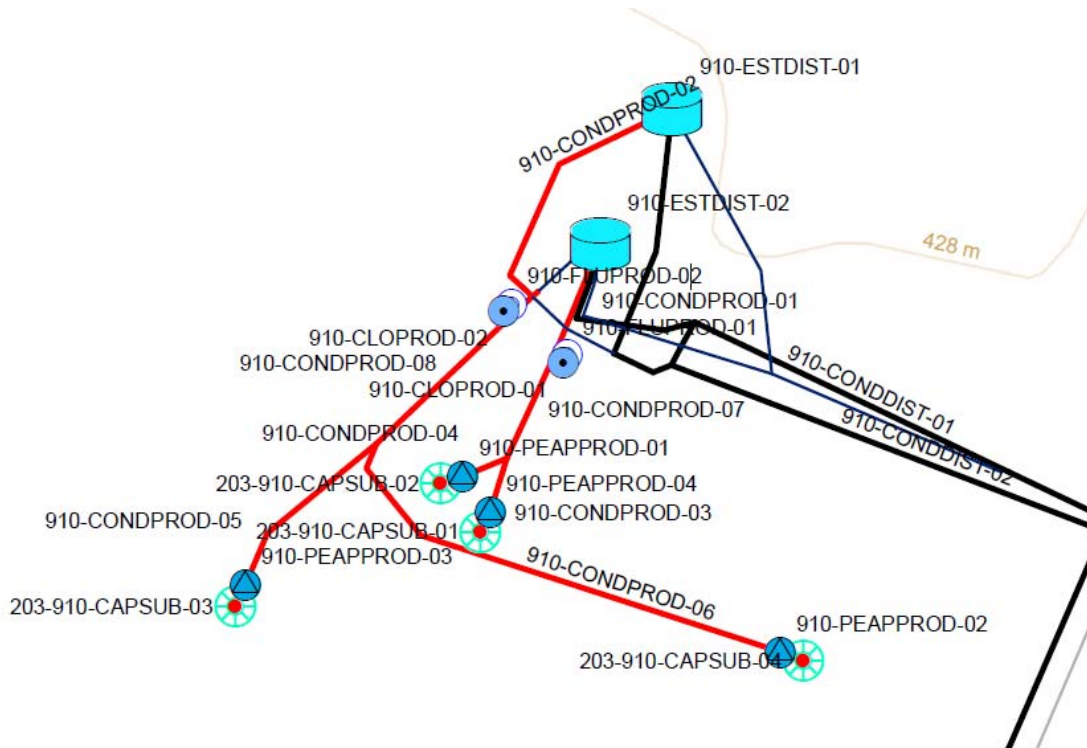 910-ESTDIST-01
910-CONDPROD-02
910-ESTDIST-02
428 m
910-FLUPROD-02
910-CONDPROD-01
910-FLUPROD-01
910-CLOPROD-02
910-CONDPROD-08
910-CLOPROD-01
910-CONDPROD-07
910-CONDDIST-01
910-CONDDIST-02
910-CONDPROD-04
910-PEAPPROD-01
203-910-CAPSUB-02
910-PEAPPROD-04
910-CONDPROD-05
203-910-CAPSUB-01
910-CONDPROD-03
910-PEAPPROD-03
910-CONDPROD-06
203-910-CAPSUB-03
910-PEAPPROD-02
203-910-CAPSUB-04